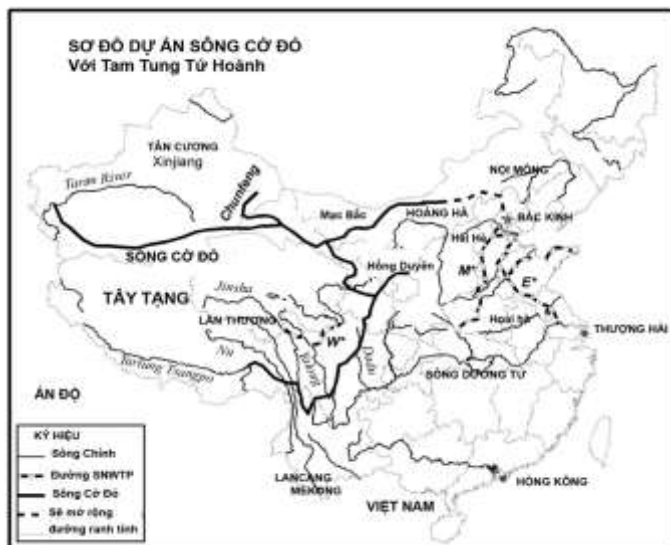 SƠ ĐỒ DỰ ÁN SÔNG CỜ ĐỎ
Với Tam Tung Tứ Hoành
TÂN CƯƠNG
Xinjiang
Tarim River
Chunfeng
NỘI MÔNG
Mạc Bắc
HOÀNG HÀ
BẮC KINH
Hải Hà
SÔNG CỜ ĐỎ
Hồng Duyên
M*
E*
TÂY TẠNG
Jinsha
LAN THƯƠNG
Hoài hà
THƯỢNG HẢI
W*
Nu
Yalong
Dadu
Yarlung Tsangpo
SÔNG DƯƠNG TỬ
ẤN ĐỘ
KÝ HIỆU
Sông Chính
Đường SNWTP
Sông Cờ Đỏ
Sẽ mở rộng
đường ranh tỉnh
LANCANG
MEKONG
VIỆT NAM
HỒNG KÔNG